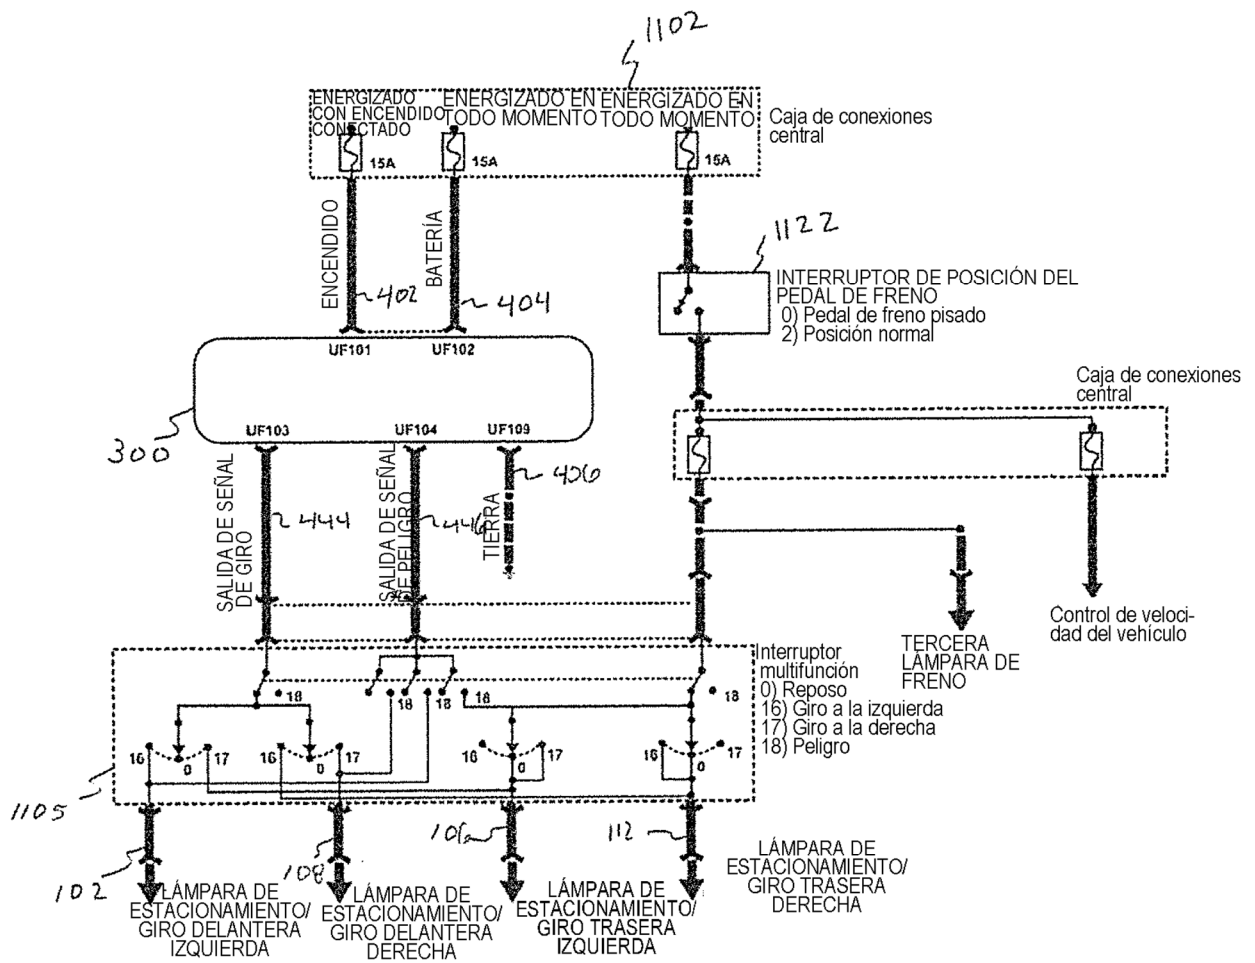 1102
ENERGIZADO
CON ENCENDIDO
CONECTADO
ENERGIZADO EN
TODO MOMENTO
ENERGIZADO EN
TODO MOMENTO
Caja de conexiones
central
15A
15A
15A
ENCENDIDO
BATERÍA
402
404
1122
INTERRUPTOR DE POSICIÓN DEL
PEDAL DE FRENO
0) Pedal de freno pisado
2) Posición normal
UF101
UF102
300
UF103
UF104
UF109
Caja de conexiones
central
SALIDA DE SEÑAL
DE GIRO
444
SALIDA DE SEÑAL
DE PELIGRO
446
TIERRA
406
TERCERA
LÁMPARA DE
FRENO
Control de veloci-
dad del vehículo
Interruptor
multifunción
0) Reposo
16) Giro a la izquierda
17) Giro a la derecha
18) Peligro
18
18
18
18
18
16
0
17
16
0
17
16
0
17
16
0
17
1105
102
108
106
112
LÁMPARA DE
ESTACIONAMIENTO/
GIRO DELANTERA
IZQUIERDA
LÁMPARA DE
ESTACIONAMIENTO/
GIRO DELANTERA
DERECHA
LÁMPARA DE
ESTACIONAMIENTO/
GIRO TRASERA
IZQUIERDA
LÁMPARA DE
ESTACIONAMIENTO/
GIRO TRASERA
DERECHA